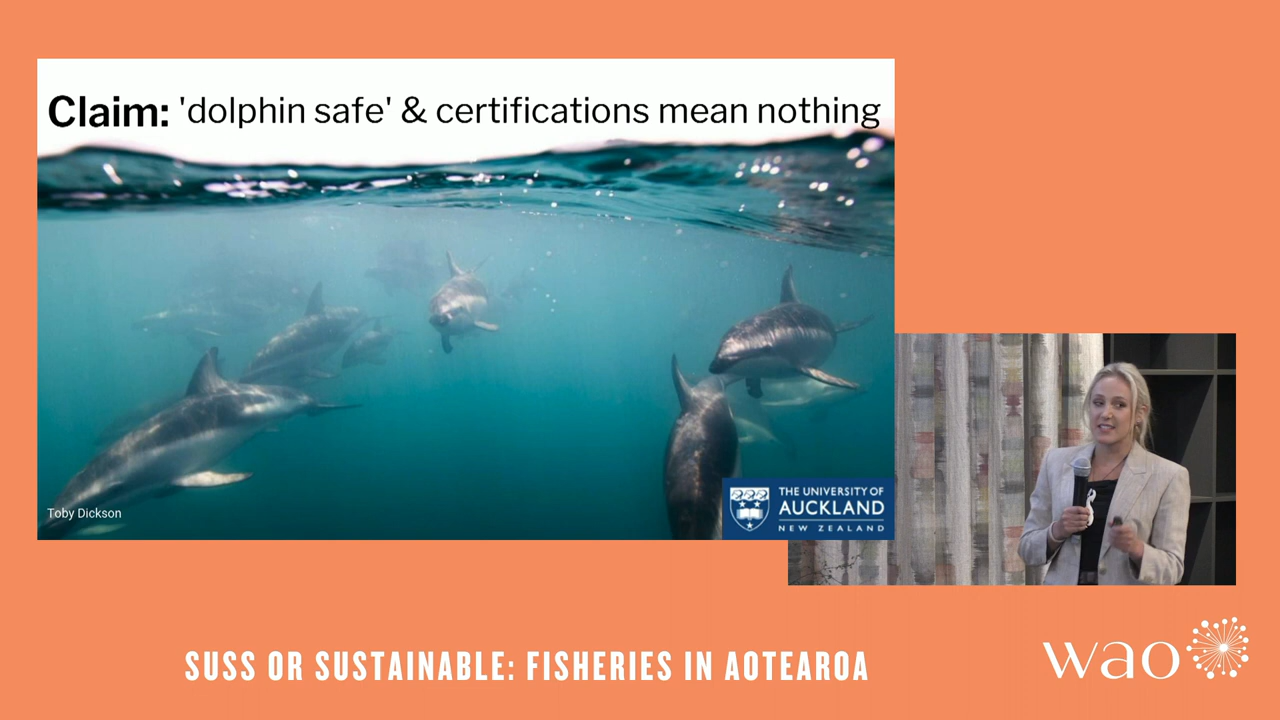 Claim: 'dolphin safe' & certifications mean nothing
Toby Dickson
THE UNIVERSITY OF
AUCKLAND
NEW ZEALAND
SUSS OR SUSTAINABLE: FISHERIES IN AOTEAROA
wao